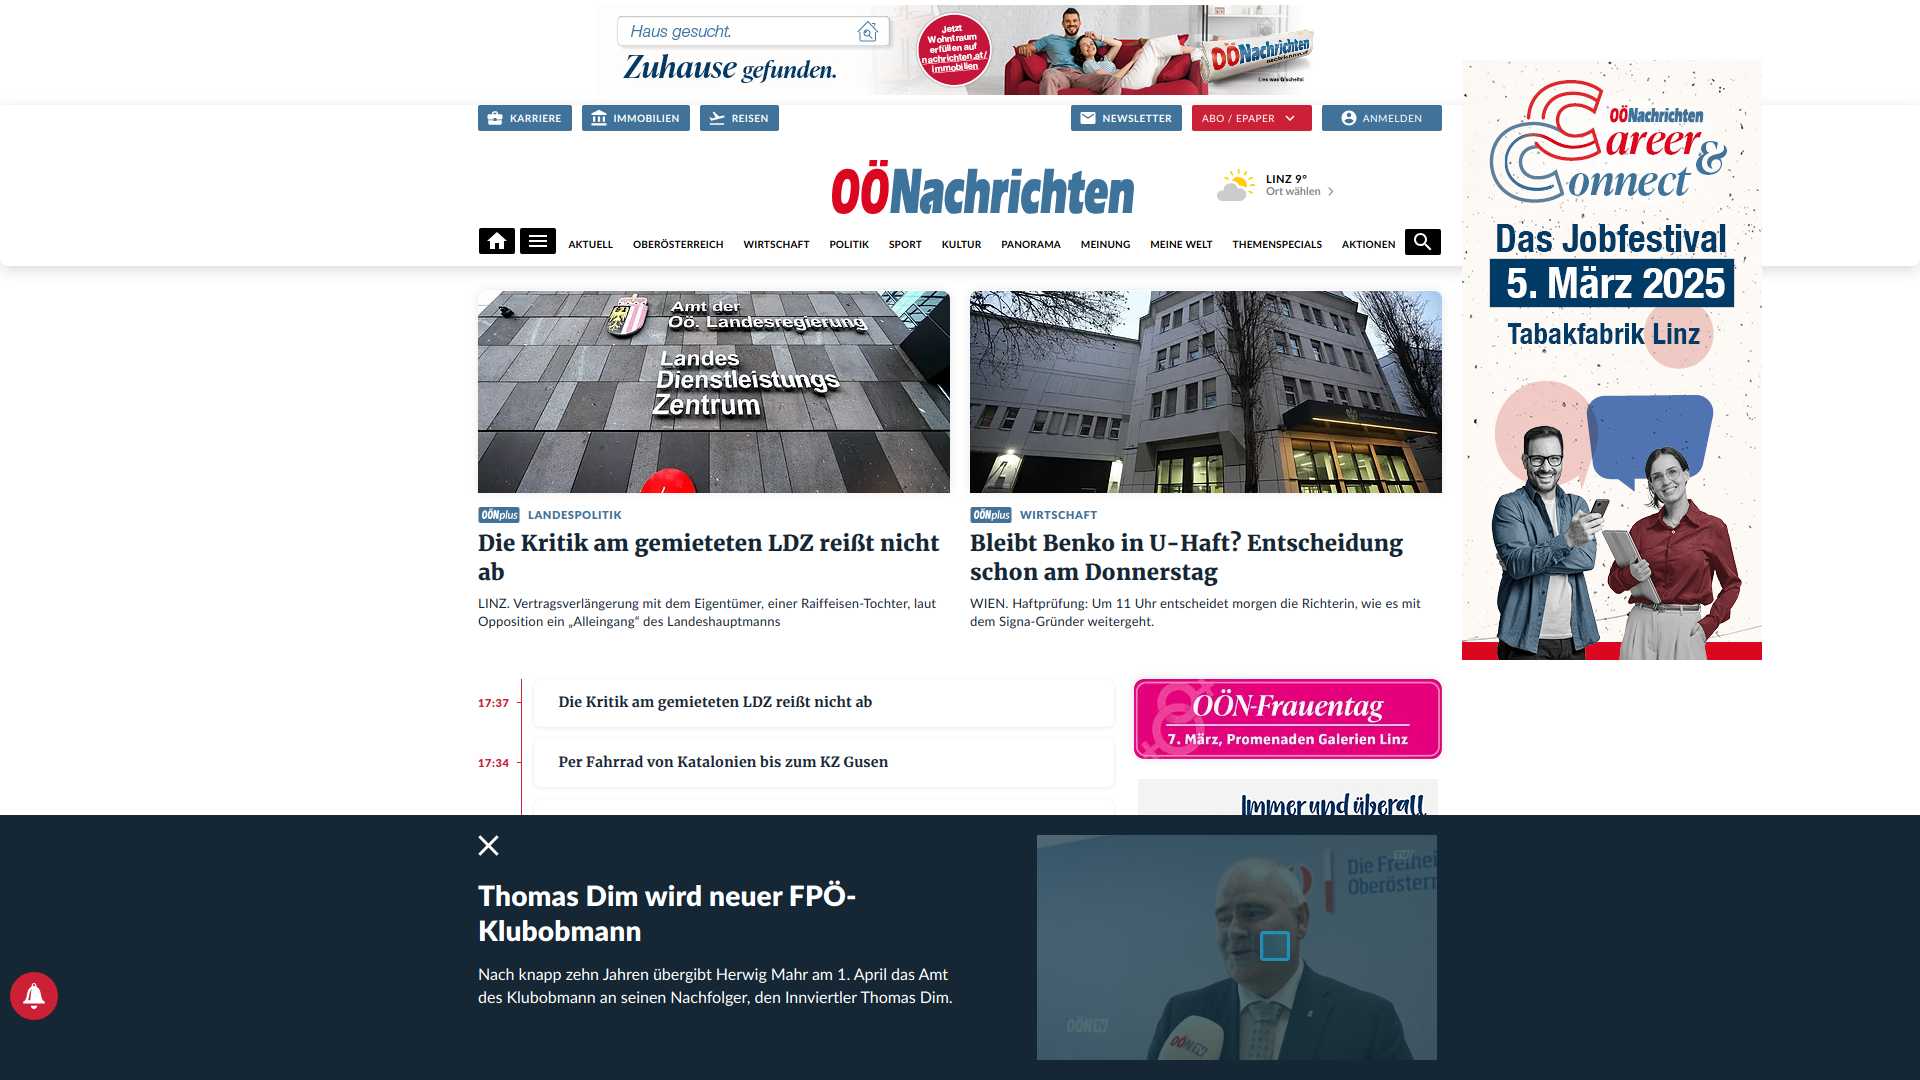 Haus gesucht.
Zuhause gefunden.
Jetzt
Wohntraum
erfüllen auf
nachrichten.at/
immobilien
OÖNachrichten
Lies was G'scheits!
KARRIERE
IMMOBILIEN
REISEN
NEWSLETTER
ABO / EPAPER
ANMELDEN
OÖNachrichten
LINZ 9°
Ort wählen
AKTUELL
OBERÖSTERREICH
WIRTSCHAFT
POLITIK
SPORT
KULTUR
PANORAMA
MEINUNG
MEINE WELT
THEMENSPECIALS
AKTIONEN
OÖNachrichten
Career &
Connect
Das Jobfestival
5. März 2025
Tabakfabrik Linz
Amt der
Oö. Landesregierung
Landes
Dienstleistungs
Zentrum
OÖNplus LANDESPOLITIK
Die Kritik am gemieteten LDZ reißt nicht
ab
LINZ. Vertragsverlängerung mit dem Eigentümer, einer Raiffeisen-Tochter, laut
Opposition ein „Alleingang“ des Landeshauptmanns
OÖNplus WIRTSCHAFT
Bleibt Benko in U-Haft? Entscheidung
schon am Donnerstag
WIEN. Haftprüfung: Um 11 Uhr entscheidet morgen die Richterin, wie es mit
dem Signa-Gründer weitergeht.
17:37 Die Kritik am gemieteten LDZ reißt nicht ab
17:34 Per Fahrrad von Katalonien bis zum KZ Gusen
OÖN-Frauentag
7. März, Promenaden Galerien Linz
Immer und überall
Thomas Dim wird neuer FPÖ-
Klubobmann
Nach knapp zehn Jahren übergibt Herwig Mahr am 1. April das Amt
des Klubobmann an seinen Nachfolger, den Innviertler Thomas Dim.
Die Freihei
Oberösterr
OÖNTV
OÖNTV